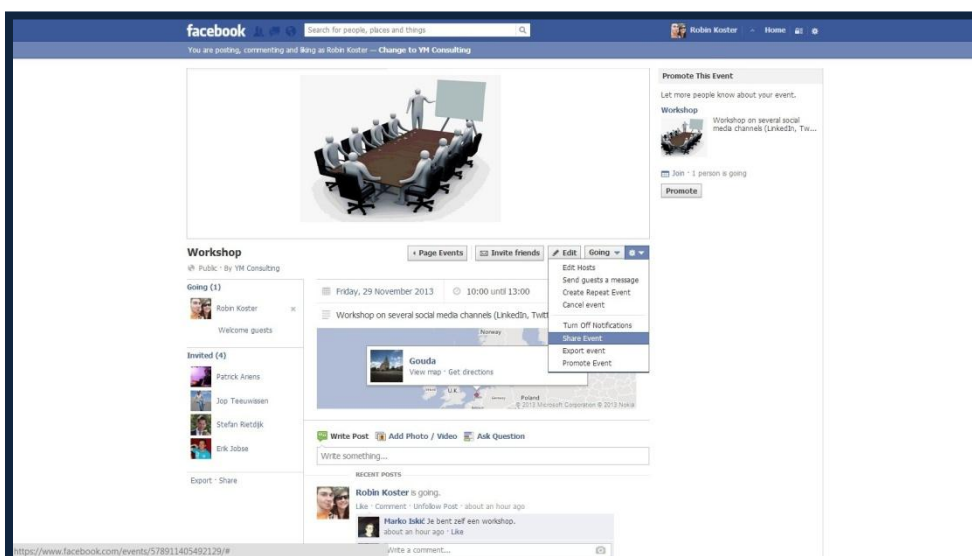 facebook
Search for people, places and things
Robin Koster
Home
You are posting, commenting and liking as Robin Koster — Change to YM Consulting
Promote This Event
Let more people know about your event.
Workshop
Workshop on several social
media channels (LinkedIn, Tw...
Join · 1 person is going
Promote
Workshop
Public · By YM Consulting
Page Events
Invite friends
Edit
Going
Edit Hosts
Send guests a message
Create Repeat Event
Cancel event
Turn Off Notifications
Share Event
Export event
Promote Event
Going (1)
Robin Koster x
Welcome guests
Invited (4)
Patrick Ariens
Jop Teeuwissen
Stefan Rietdijk
Erik Jobse
Export · Share
Friday, 29 November 2013
10:00 until 13:00
Workshop on several social media channels (LinkedIn, Twit
Norway
Gouda
View map · Get directions
U.K.
Poland
© 2013 Microsoft Corporation © 2013 Nokia
Write Post
Add Photo / Video
Ask Question
Write something...
RECENT POSTS
Robin Koster is going.
Like · Comment · Unfollow Post · about an hour ago
Marko Iskić Je bent zelf een workshop.
about an hour ago · Like
Write a comment...
https://www.facebook.com/events/578911405492129/#